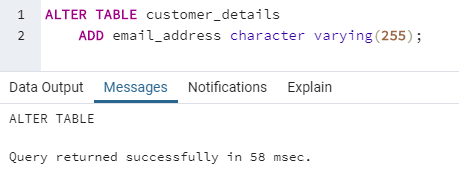 1 ALTER TABLE customer_details
2 ADD email_address character varying(255);
Data Output Messages Notifications Explain
ALTER TABLE
Query returned successfully in 58 msec.